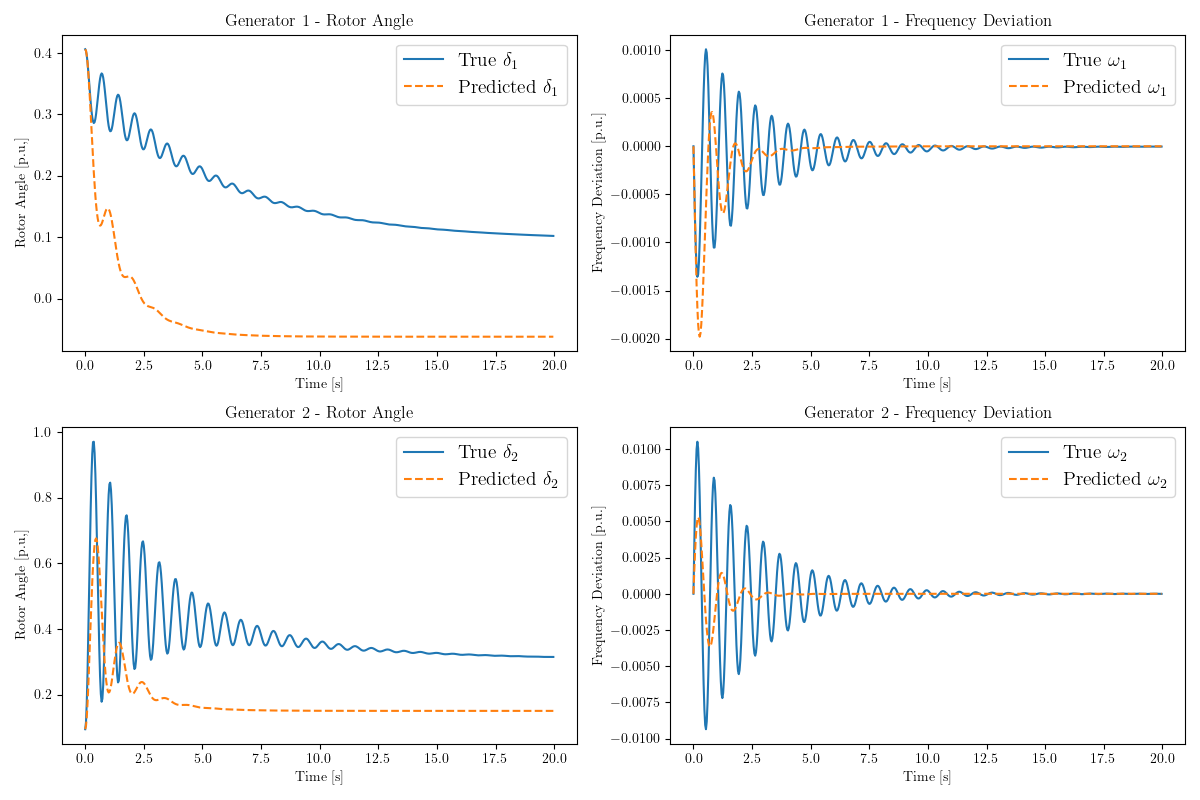 Generator 1 - Rotor Angle
Rotor Angle [p.u.]
0.4
0.3
0.2
0.1
0.0
True δ₁
Predicted δ₁
0.0 2.5 5.0 7.5 10.0 12.5 15.0 17.5 20.0
Time [s]
Generator 1 - Frequency Deviation
Frequency Deviation [p.u.]
0.0010
0.0005
0.0000
−0.0005
−0.0010
−0.0015
−0.0020
True ω₁
Predicted ω₁
0.0 2.5 5.0 7.5 10.0 12.5 15.0 17.5 20.0
Time [s]
Generator 2 - Rotor Angle
Rotor Angle [p.u.]
1.0
0.8
0.6
0.4
0.2
True δ₂
Predicted δ₂
0.0 2.5 5.0 7.5 10.0 12.5 15.0 17.5 20.0
Time [s]
Generator 2 - Frequency Deviation
Frequency Deviation [p.u.]
0.0100
0.0075
0.0050
0.0025
0.0000
−0.0025
−0.0050
−0.0075
−0.0100
True ω₂
Predicted ω₂
0.0 2.5 5.0 7.5 10.0 12.5 15.0 17.5 20.0
Time [s]